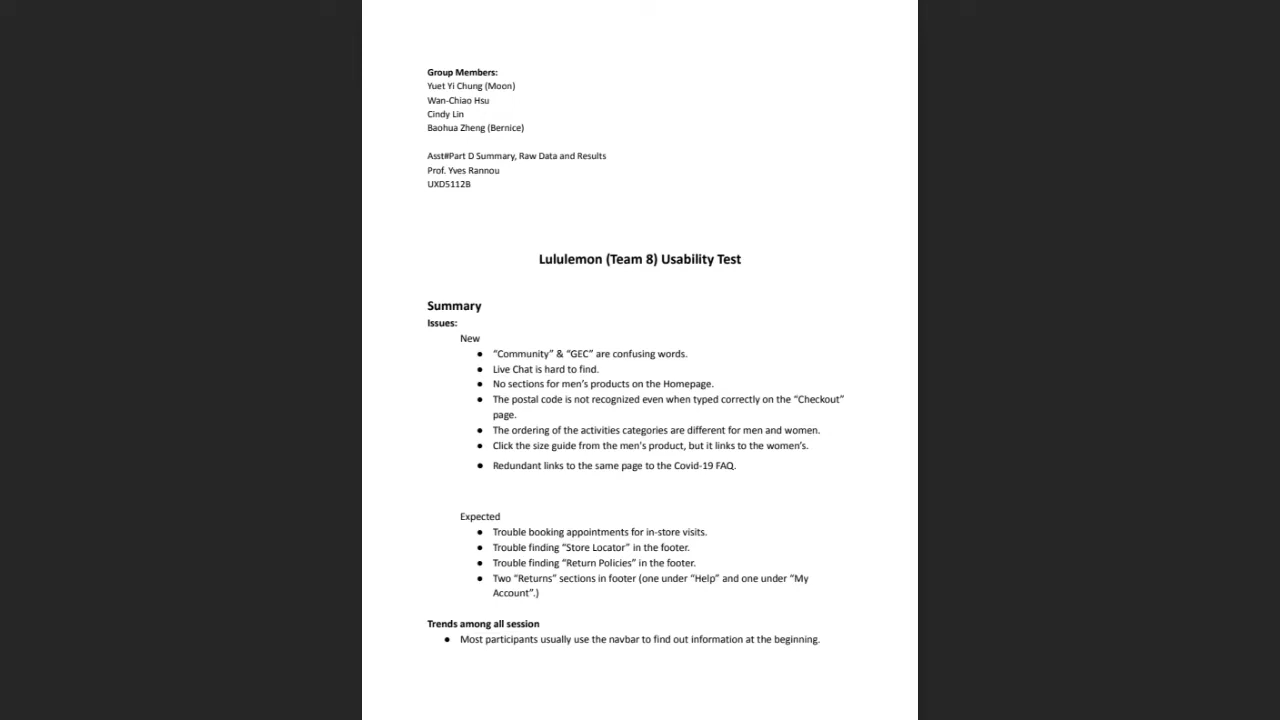 Group Members:
Yuet Yi Chung (Moon)
Wan-Chiao Hsu
Cindy Lin
Baohua Zheng (Bernice)
Asst#Part D Summary, Raw Data and Results
Prof. Yves Rannou
UXD5112B
Lululemon (Team 8) Usability Test
Summary
Issues:
New
● “Community” & “GEC” are confusing words.
● Live Chat is hard to find.
● No sections for men’s products on the Homepage.
● The postal code is not recognized even when typed correctly on the “Checkout”
page.
● The ordering of the activities categories are different for men and women.
● Click the size guide from the men's product, but it links to the women’s.
● Redundant links to the same page to the Covid-19 FAQ.
Expected
● Trouble booking appointments for in-store visits.
● Trouble finding “Store Locator” in the footer.
● Trouble finding “Return Policies” in the footer.
● Two “Returns” sections in footer (one under “Help” and one under “My
Account”.)
Trends among all session
● Most participants usually use the navbar to find out information at the beginning.